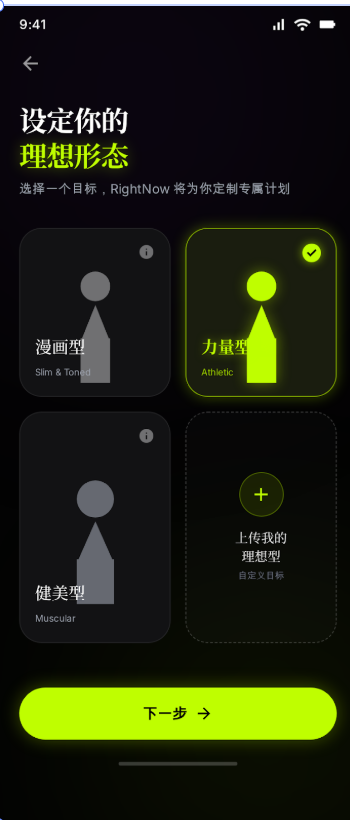 9:41
设定你的
理想形态
选择一个目标，RightNow 将为你定制专属计划
漫画型
Slim & Toned
力量型
Athletic
健美型
Muscular
上传我的
理想型
自定义目标
下一步 →